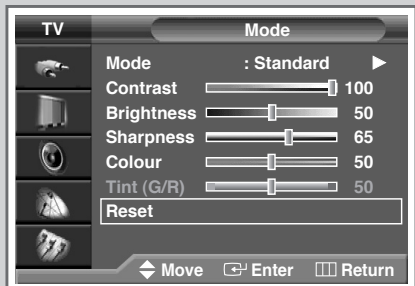 TV Mode
Mode : Standard
Contrast 100
Brightness 50
Sharpness 65
Colour 50
Tint (G/R) 50
Reset
Move Enter Return